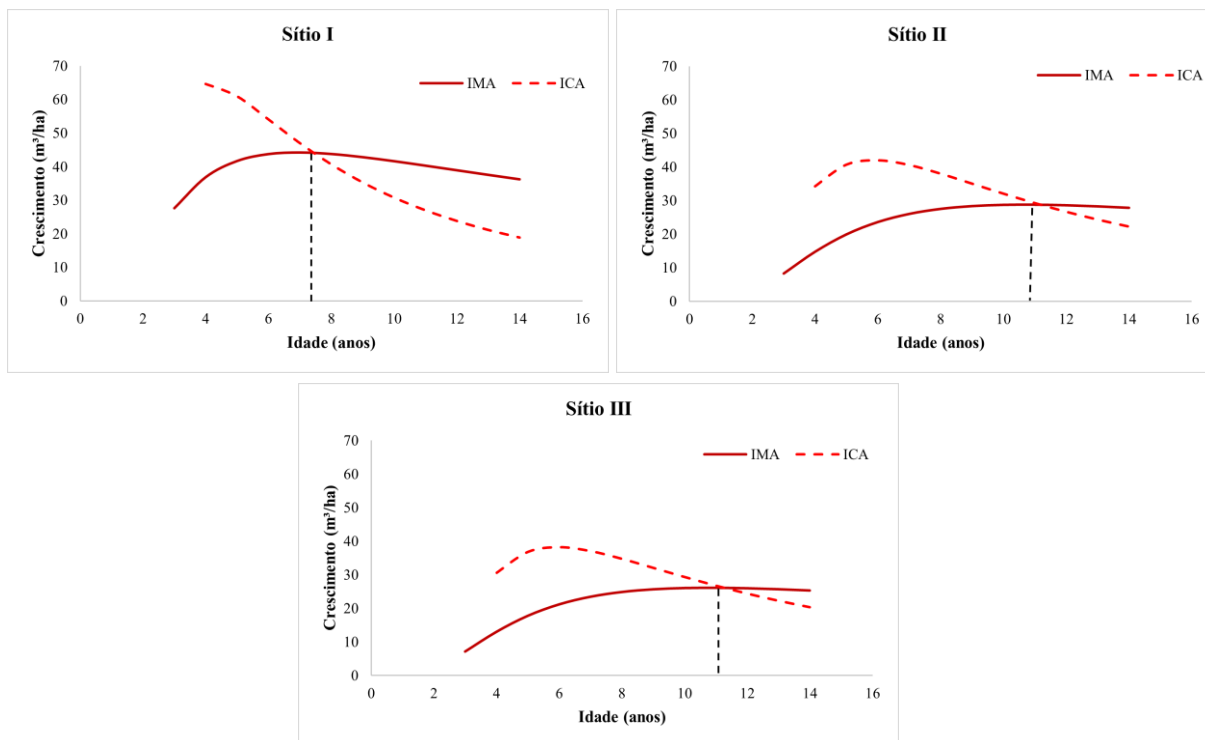 Sítio I
IMA
ICA
Crescimento (m³/ha)
70
60
50
40
30
20
10
0
0 2 4 6 8 10 12 14 16
Idade (anos)
Sítio II
IMA
ICA
Crescimento (m³/ha)
70
60
50
40
30
20
10
0
0 2 4 6 8 10 12 14 16
Idade (anos)
Sítio III
IMA
ICA
Crescimento (m³/ha)
70
60
50
40
30
20
10
0
0 2 4 6 8 10 12 14 16
Idade (anos)